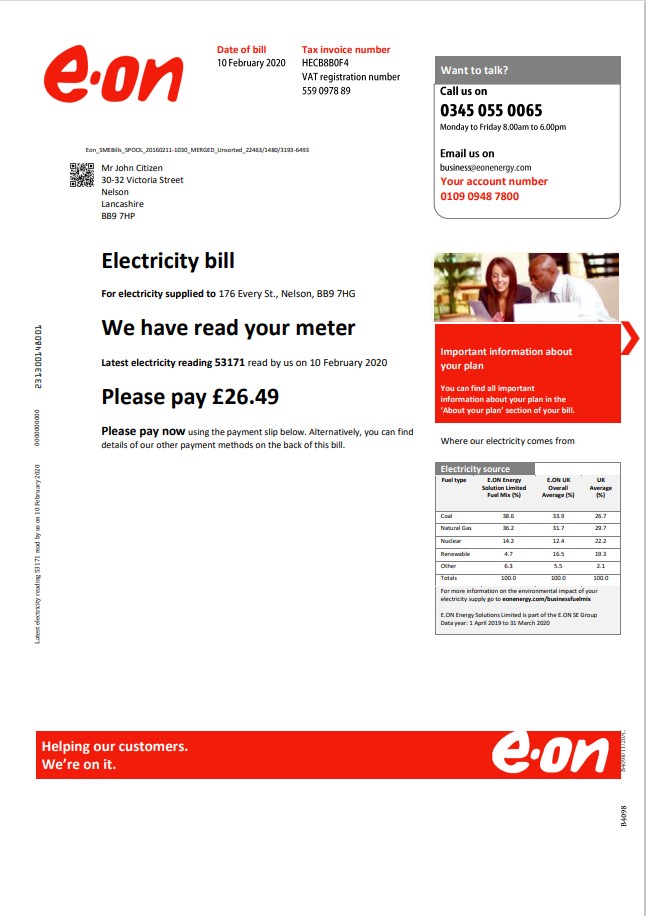 e·on
Date of bill
10 February 2020
Tax invoice number
HECB8B0F4
VAT registration number
559 0978 89
Want to talk?
Call us on
0345 055 0065
Monday to Friday 8.00am to 6.00pm
Email us on
business@eonenergy.com
Your account number
0109 0948 7800
Eon_SMEBills_SPOOL_20160211-1030_MERGED_Unsorted_22463/1480/3193-6493
Mr John Citizen
30-32 Victoria Street
Nelson
Lancashire
BB9 7HP
Electricity bill
For electricity supplied to 176 Every St., Nelson, BB9 7HG
We have read your meter
Latest electricity reading 53171 read by us on 10 February 2020
Please pay £26.49
Please pay now using the payment slip below. Alternatively, you can find
details of our other payment methods on the back of this bill.
Important information about
your plan
You can find all important
information about your plan in the
‘About your plan’ section of your bill.
Where our electricity comes from
Electricity source
Fuel type E.ON Energy Solution Limited Fuel Mix (%) E.ON UK Overall Average (%) UK Average (%)
Coal 38.6 33.9 26.7
Natural Gas 36.2 31.7 29.7
Nuclear 14.2 12.4 22.2
Renewable 4.7 16.5 19.3
Other 6.3 5.5 2.1
Totals 100.0 100.0 100.0
For more information on the environmental impact of your
electricity supply go to eonenergy.com/businessfuelmix
E.ON Energy Solutions Limited is part of the E.ON SE Group
Data year: 1 April 2019 to 31 March 2020
Latest electricity reading 53171 read by us on 10 February 2020 0000000000 231300148001
Helping our customers.
We’re on it.
e·on
B4098